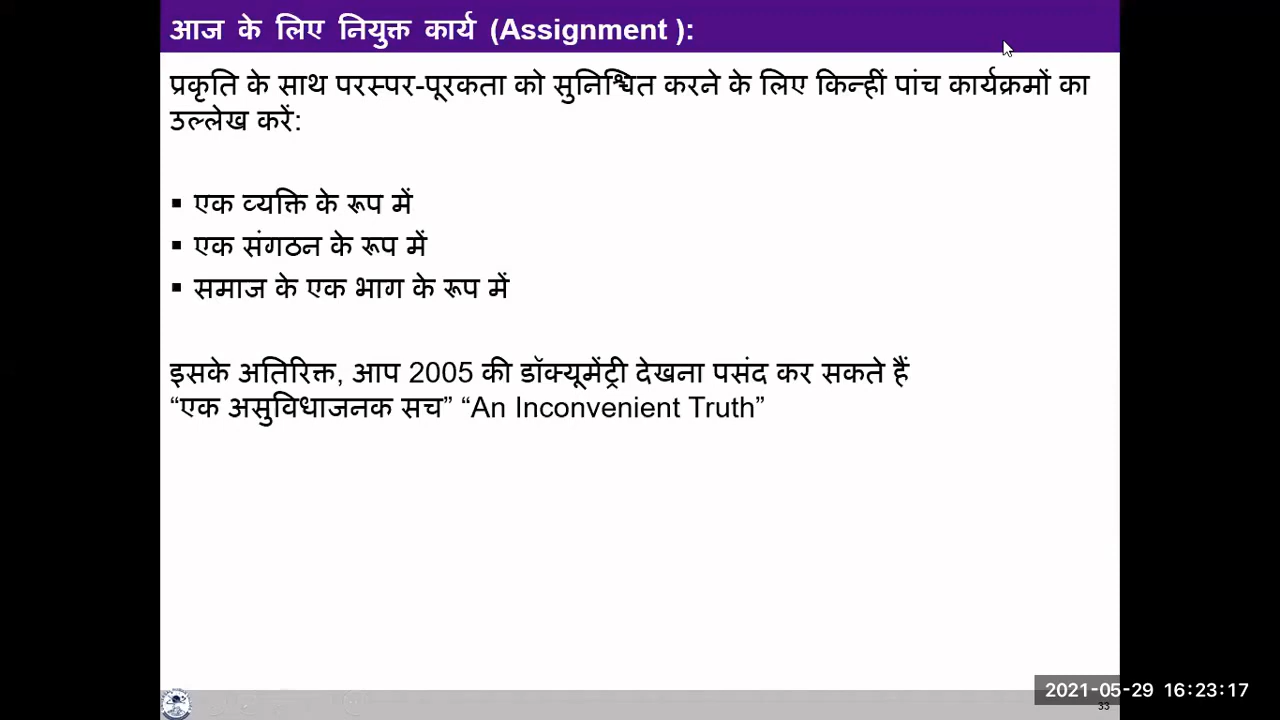 आज के लिए नियुक्त कार्य (Assignment ):
प्रकृति के साथ परस्पर-पूरकता को सुनिश्चित करने के लिए किन्हीं पांच कार्यक्रमों का
उल्लेख करें:
▪ एक व्यक्ति के रूप में
▪ एक संगठन के रूप में
▪ समाज के एक भाग के रूप में
इसके अतिरिक्त, आप 2005 की डॉक्यूमेंट्री देखना पसंद कर सकते हैं
“एक असुविधाजनक सच” “An Inconvenient Truth”
2021-05-29 16:23:17
33